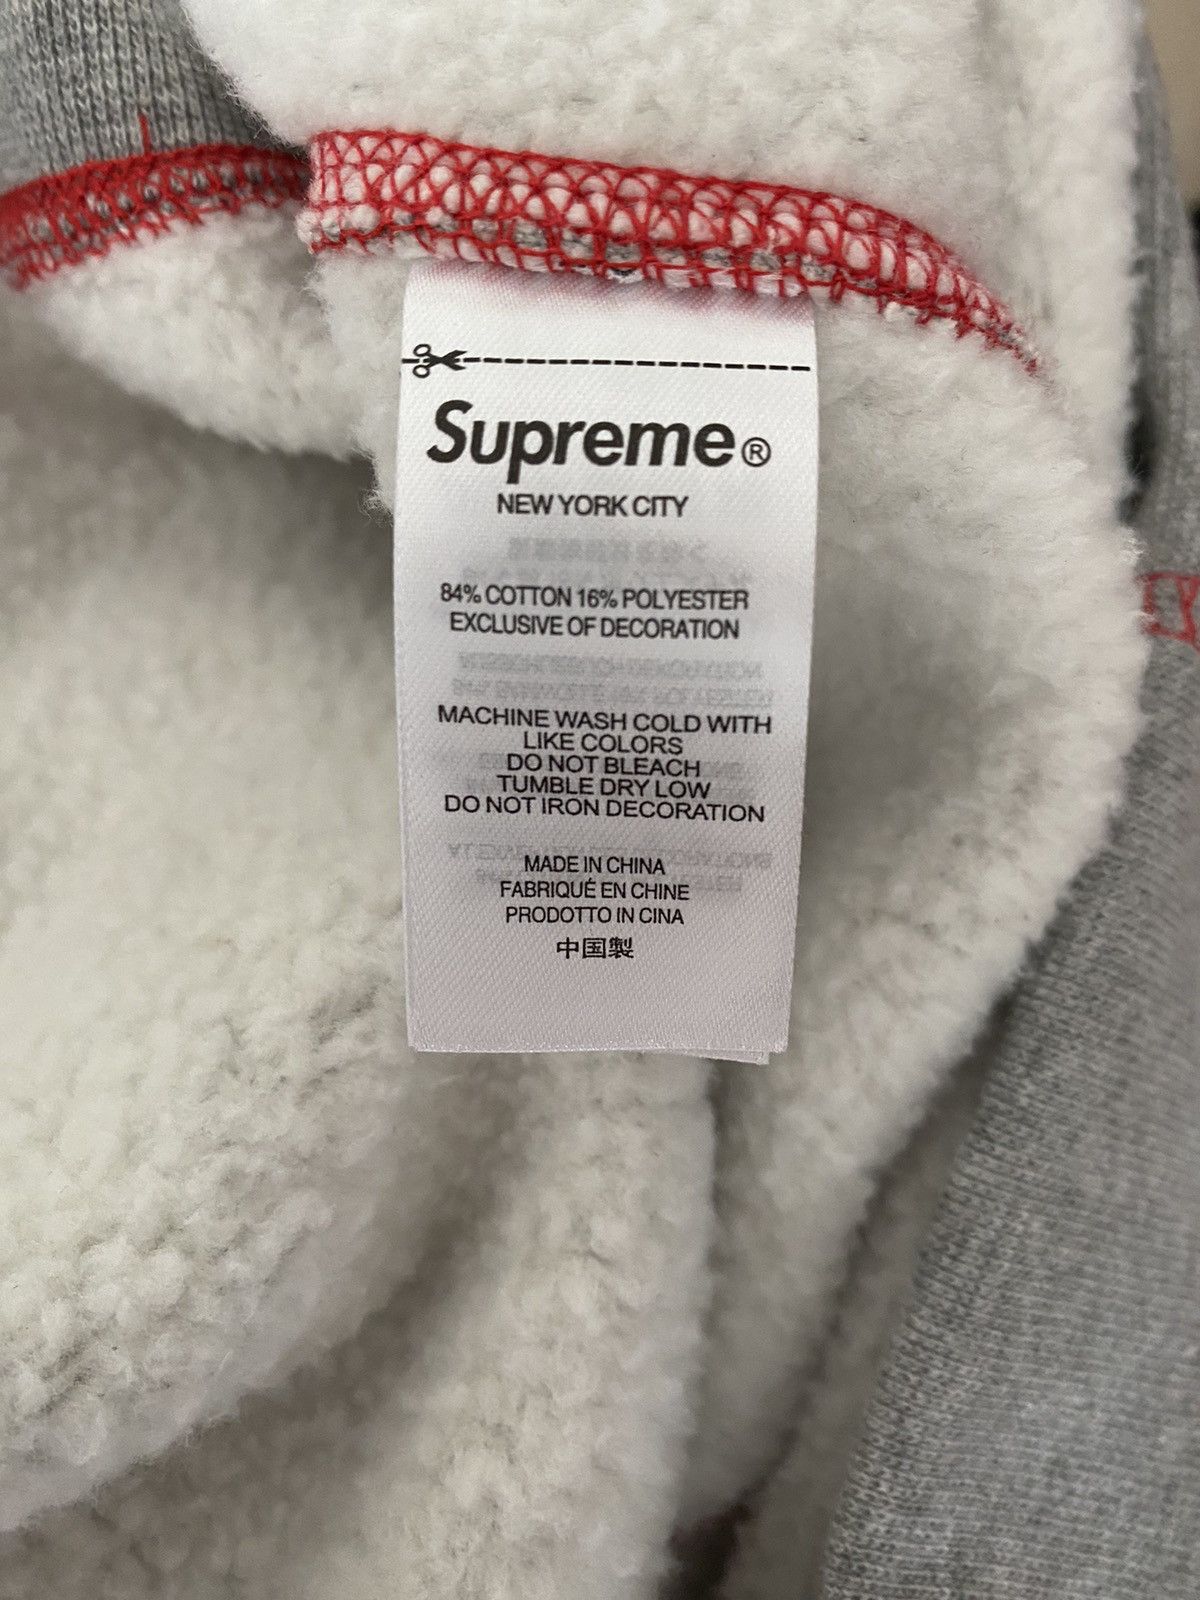 Supreme®
NEW YORK CITY
84% COTTON 16% POLYESTER
EXCLUSIVE OF DECORATION
MACHINE WASH COLD WITH
LIKE COLORS
DO NOT BLEACH
TUMBLE DRY LOW
DO NOT IRON DECORATION
MADE IN CHINA
FABRIQUÉ EN CHINE
PRODOTTO IN CINA
中国製